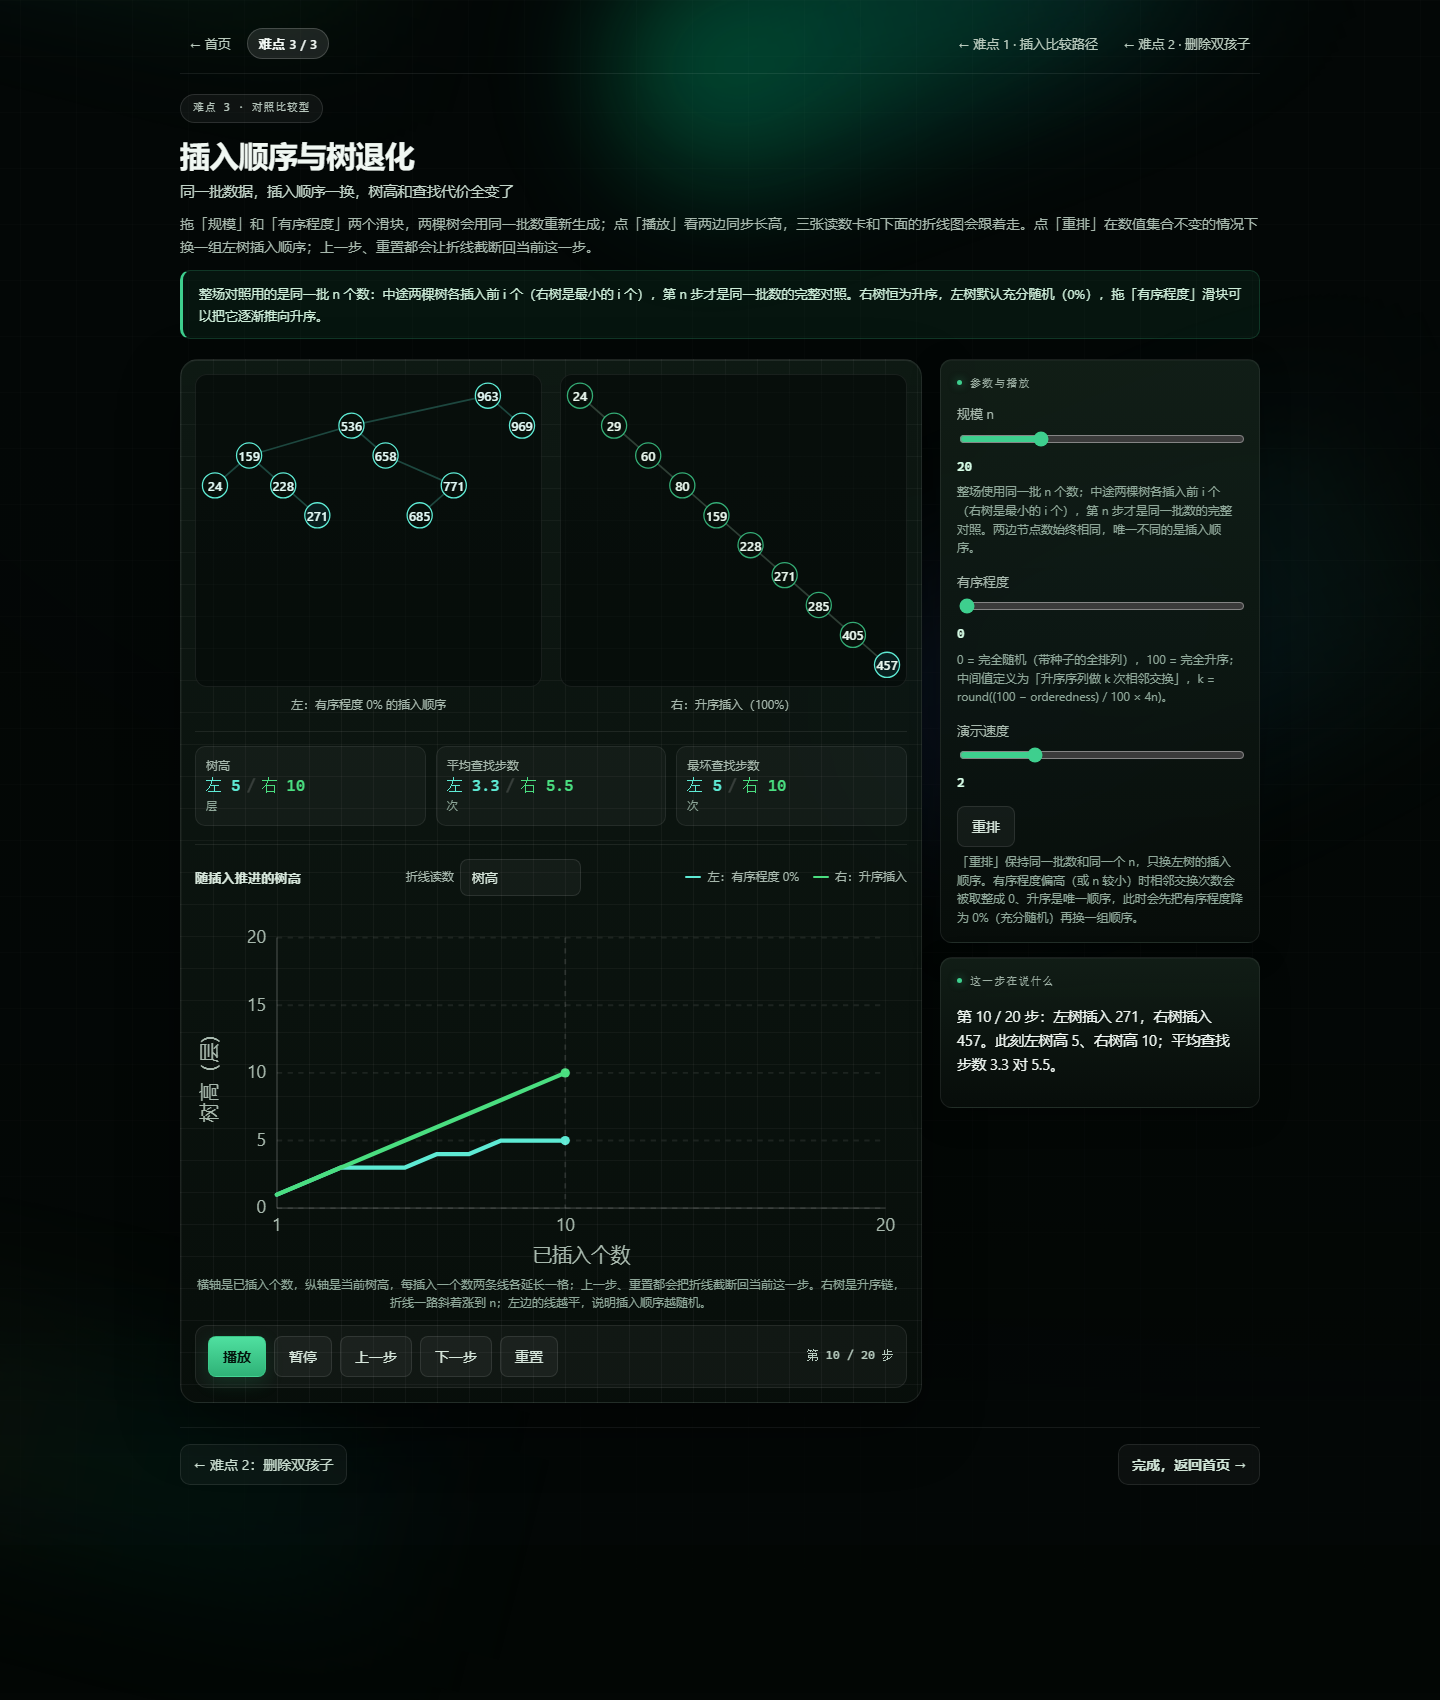 ← 首页
难点 3 / 3
← 难点 1 · 插入比较路径
← 难点 2 · 删除双孩子
难点 3 · 对照比较型
插入顺序与树退化
同一批数据，插入顺序一换，树高和查找代价全变了
拖「规模」和「有序程度」两个滑块，两棵树会用同一批数重新生成；点「播放」看两边同步长高，三张读数卡和下面的折线图会跟着走。点「重排」在数值集合不变的情况下
换一组左树插入顺序；上一步、重置都会让折线截断回当前这一步。
整场对照用的是同一批 n 个数：中途两棵树各插入前 i 个（右树是最小的 i 个），第 n 步才是同一批数的完整对照。右树恒为升序，左树默认充分随机（0%），拖「有序程度」滑块可
以把它逐渐推向升序。
963
536
969
159
658
24
228
771
271
685
24
29
60
80
159
228
271
285
405
457
左：有序程度 0% 的插入顺序
右：升序插入（100%）
树高
左 5 / 右 10
层
平均查找步数
左 3.3 / 右 5.5
次
最坏查找步数
左 5 / 右 10
次
随插入推进的树高
折线读数
树高
左：有序程度 0%
右：升序插入
20
15
10
5
0
1
10
20
树高（层）
已插入个数
横轴是已插入个数，纵轴是当前树高，每插入一个数两条线各延长一格；上一步、重置都会把折线截断回当前这一步。右树是升序链，
折线一路斜着涨到 n；左边的线越平，说明插入顺序越随机。
播放
暂停
上一步
下一步
重置
第 10 / 20 步
参数与播放
规模 n
20
整场使用同一批 n 个数；中途两棵树各插入前 i 个
（右树是最小的 i 个），第 n 步才是同一批数的完整
对照。两边节点数始终相同，唯一不同的是插入顺
序。
有序程度
0
0 = 完全随机（带种子的全排列），100 = 完全升序；
中间值定义为「升序序列做 k 次相邻交换」，k =
round((100 − orderedness) / 100 × 4n)。
演示速度
2
重排
「重排」保持同一批数和同一个 n，只换左树的插入
顺序。有序程度偏高（或 n 较小）时相邻交换次数会
被取整成 0、升序是唯一顺序，此时会先把有序程度降
为 0%（充分随机）再换一组顺序。
这一步在说什么
第 10 / 20 步：左树插入 271，右树插入
457。此刻左树高 5、右树高 10；平均查找
步数 3.3 对 5.5。
← 难点 2：删除双孩子
完成，返回首页 →